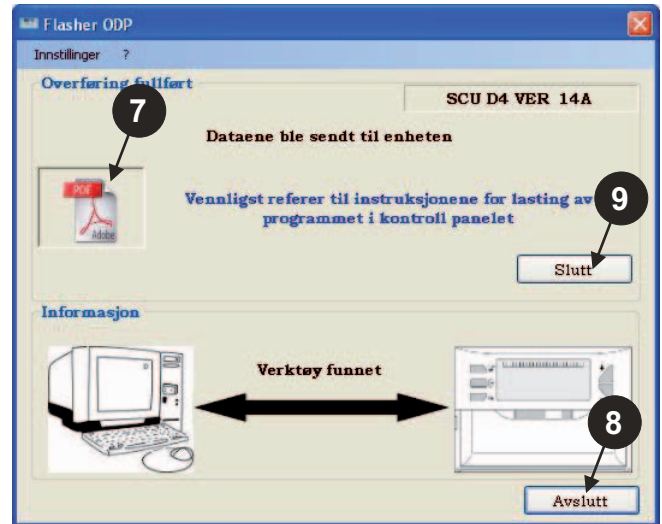 Flasher ODP
Innstillinger ?
Overføring fullført
7
SCU D4 VER 14A
Dataene ble sendt til enheten
PDF
Adobe
Vennligst referer til instruksjonene for lasting av
programmet i kontroll panelet
9
Slutt
Informasjon
Verktøy funnet
8
Avslutt